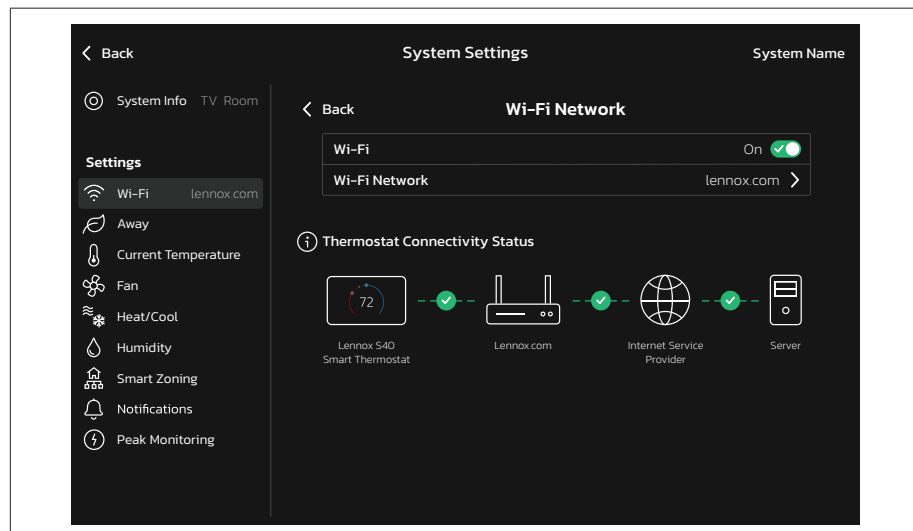 Back
System Settings
System Name
System Info TV Room
Settings
Wi-Fi lennox.com
Away
Current Temperature
Fan
Heat/Cool
Humidity
Smart Zoning
Notifications
Peak Monitoring
Back
Wi-Fi Network
Wi-Fi On
Wi-Fi Network lennox.com
Thermostat Connectivity Status
72
Lennox S40
Smart Thermostat
Lennox.com
Internet Service
Provider
Server